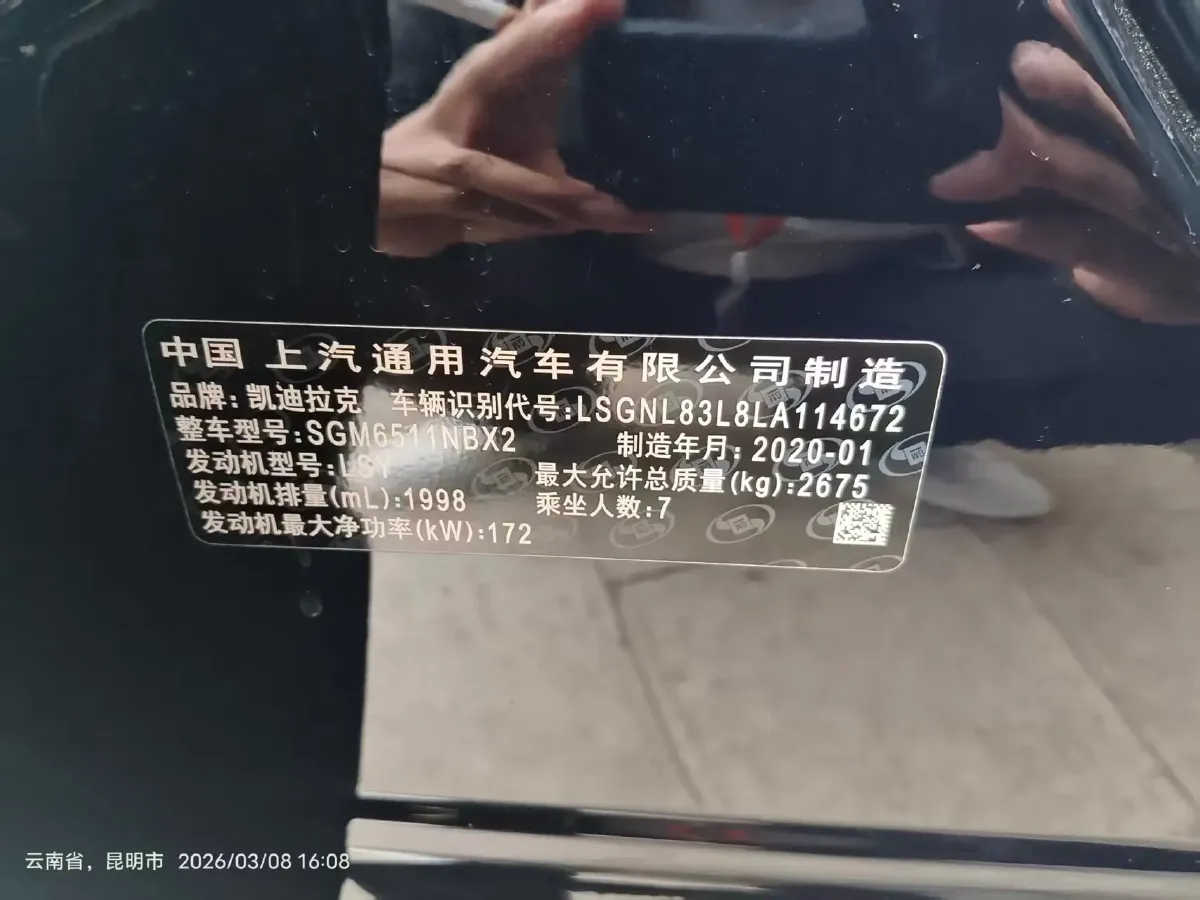 中国 上汽通用汽车有限公司制造
品牌:凯迪拉克 车辆识别代号:LSGNL83L8LA114672
整车型号:SGM6511NBX2 制造年月:2020-01
发动机型号:LSY 最大允许总质量(kg):2675
发动机排量(mL):1998 乘坐人数:7
发动机最大净功率(kW):172
云南省，昆明市 2026/03/08 16:08